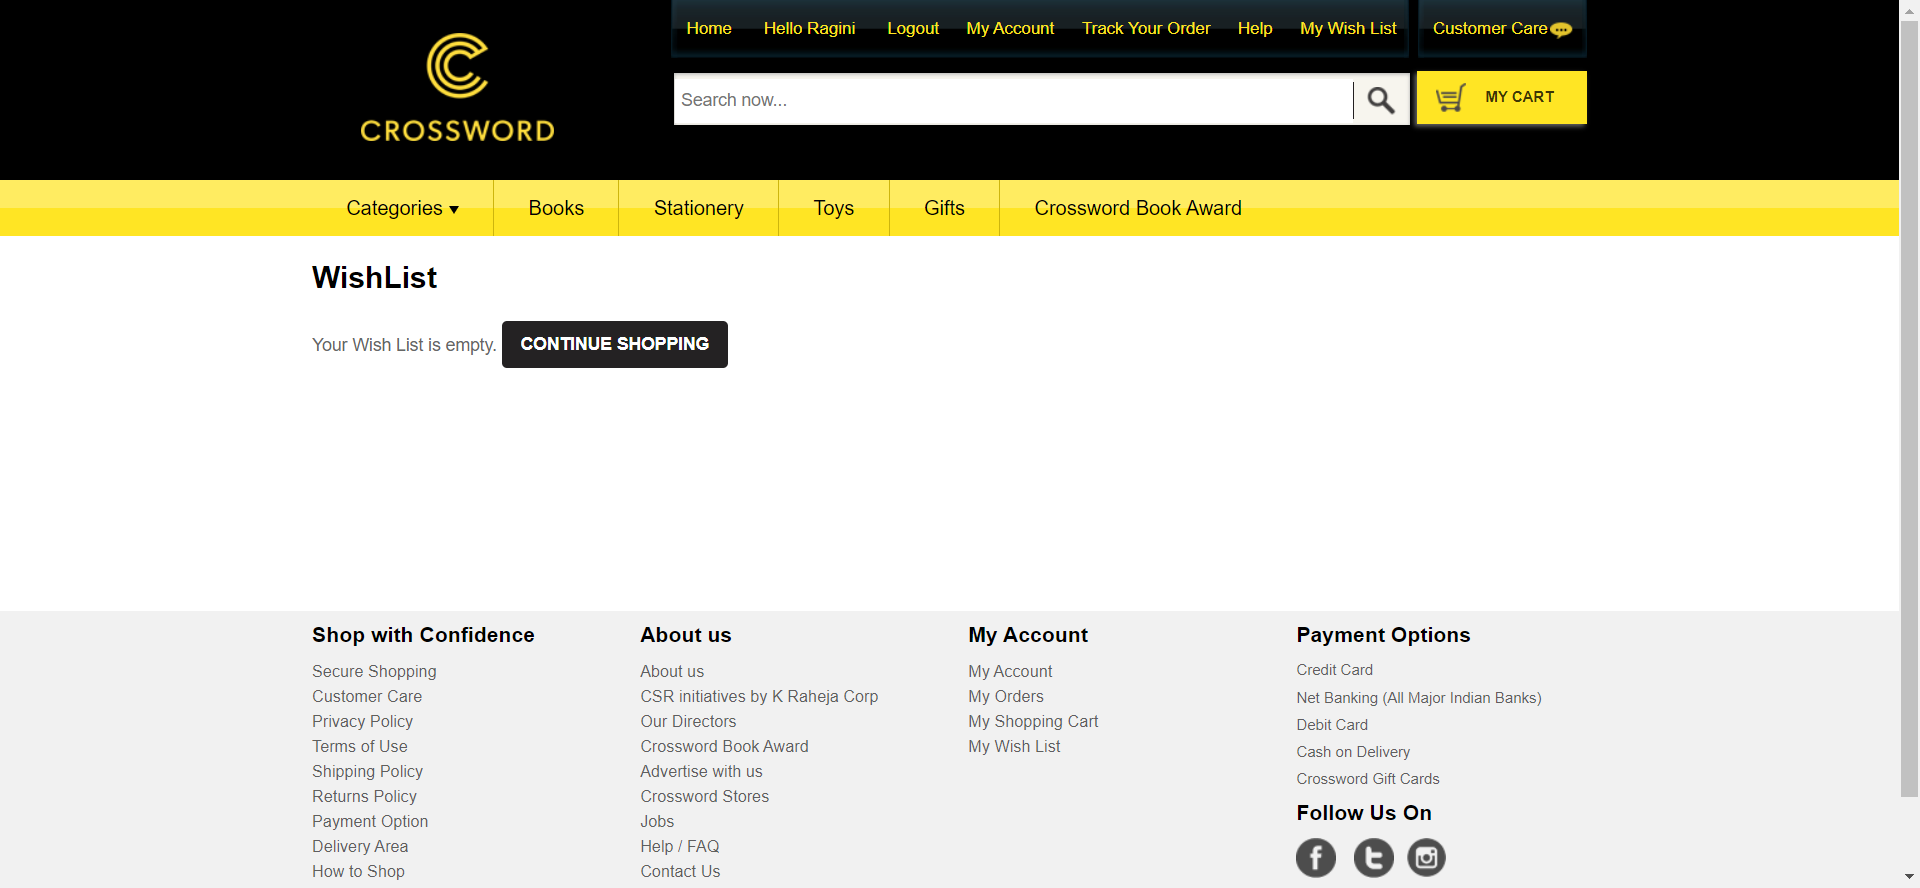 Home Hello Ragini Logout My Account Track Your Order Help My Wish List Customer Care
CROSSWORD
Search now...
MY CART
Categories ▾ Books Stationery Toys Gifts Crossword Book Award
WishList
Your Wish List is empty. CONTINUE SHOPPING
Shop with Confidence
Secure Shopping
Customer Care
Privacy Policy
Terms of Use
Shipping Policy
Returns Policy
Payment Option
Delivery Area
How to Shop
About us
About us
CSR initiatives by K Raheja Corp
Our Directors
Crossword Book Award
Advertise with us
Crossword Stores
Jobs
Help / FAQ
Contact Us
My Account
My Account
My Orders
My Shopping Cart
My Wish List
Payment Options
Credit Card
Net Banking (All Major Indian Banks)
Debit Card
Cash on Delivery
Crossword Gift Cards
Follow Us On